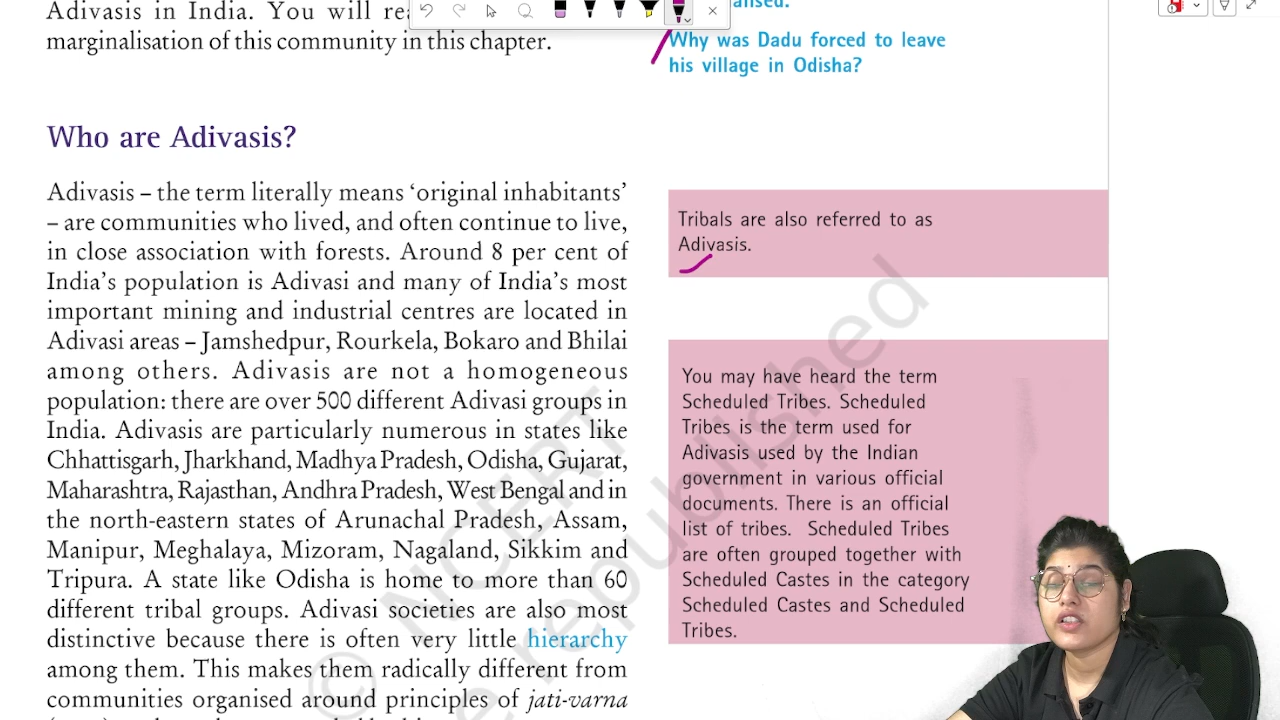 Adivasis in India. You will rea
marginalisation of this community in this chapter.
Who are Adivasis?
Adivasis – the term literally means ‘original inhabitants’
– are communities who lived, and often continue to live,
in close association with forests. Around 8 per cent of
India’s population is Adivasi and many of India’s most
important mining and industrial centres are located in
Adivasi areas – Jamshedpur, Rourkela, Bokaro and Bhilai
among others. Adivasis are not a homogeneous
population: there are over 500 different Adivasi groups in
India. Adivasis are particularly numerous in states like
Chhattisgarh, Jharkhand, Madhya Pradesh, Odisha, Gujarat,
Maharashtra, Rajasthan, Andhra Pradesh, West Bengal and in
the north-eastern states of Arunachal Pradesh, Assam,
Manipur, Meghalaya, Mizoram, Nagaland, Sikkim and
Tripura. A state like Odisha is home to more than 60
different tribal groups. Adivasi societies are also most
distinctive because there is often very little hierarchy
among them. This makes them radically different from
communities organised around principles of jati-varna
alised.
Why was Dadu forced to leave
his village in Odisha?
Tribals are also referred to as
Adivasis.
You may have heard the term
Scheduled Tribes. Scheduled
Tribes is the term used for
Adivasis used by the Indian
government in various official
documents. There is an official
list of tribes. Scheduled Tribes
are often grouped together with
Scheduled Castes in the category
Scheduled Castes and Scheduled
Tribes.
© NCERT
e republished